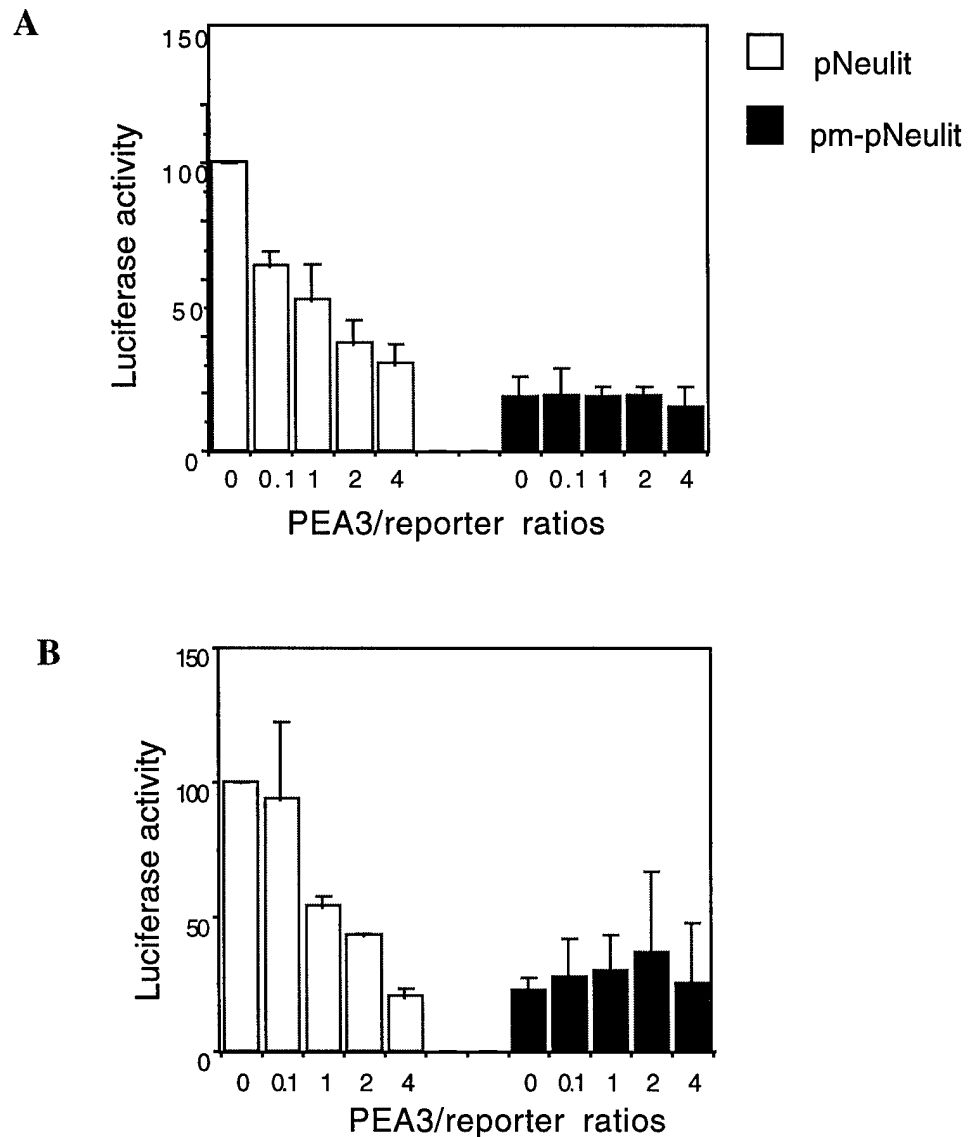 A
150
100
50
0
Luciferase activity
0 0.1 1 2 4 0 0.1 1 2 4
PEA3/reporter ratios
pNeulit
pm-pNeulit
B
150
100
50
0
Luciferase activity
0 0.1 1 2 4 0 0.1 1 2 4
PEA3/reporter ratios